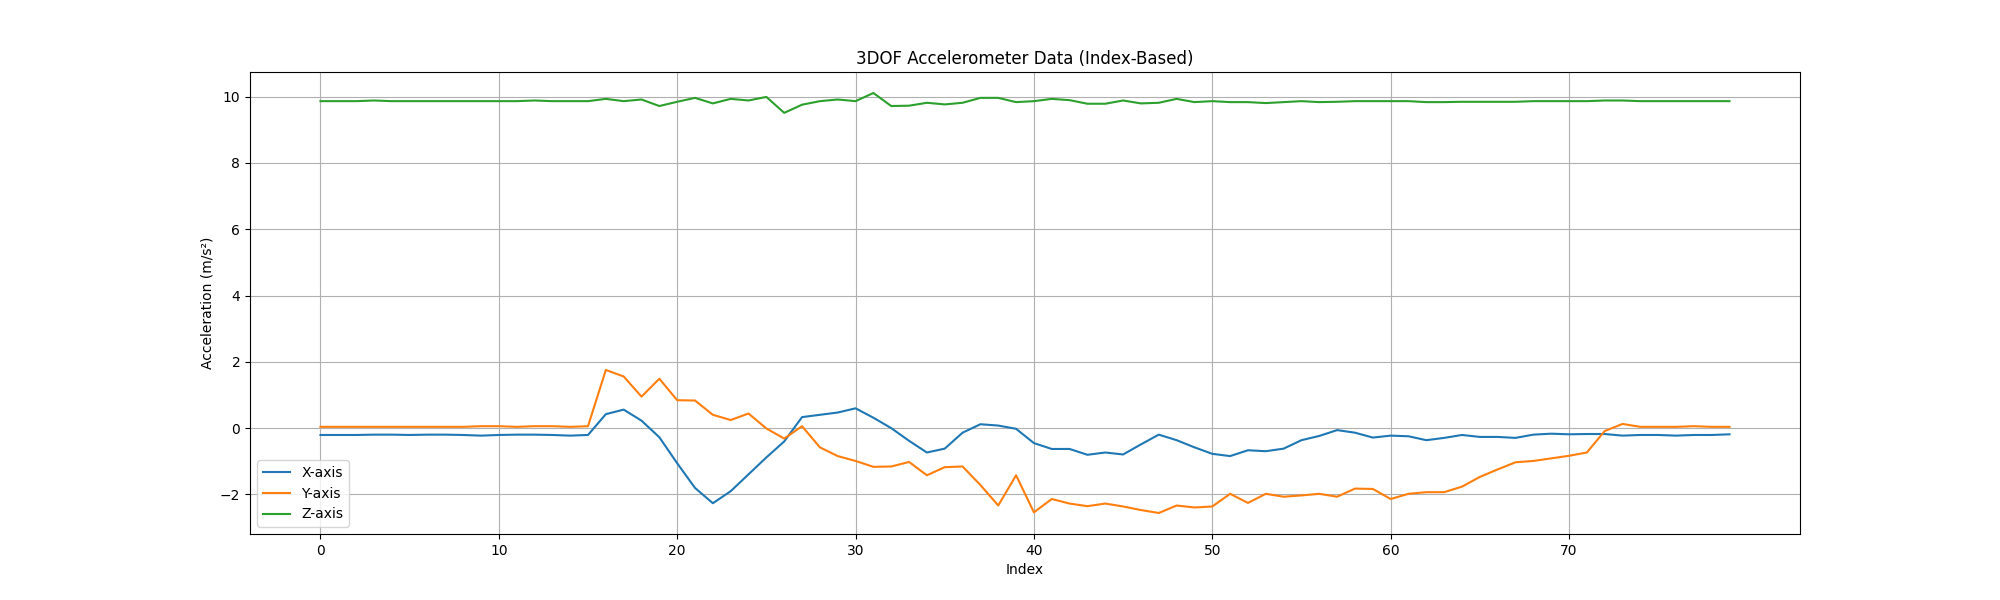 3DOF Accelerometer Data (Index-Based)
Acceleration (m/s²)
10
8
6
4
2
0
−2
X-axis
Y-axis
Z-axis
0 10 20 30 40 50 60 70
Index